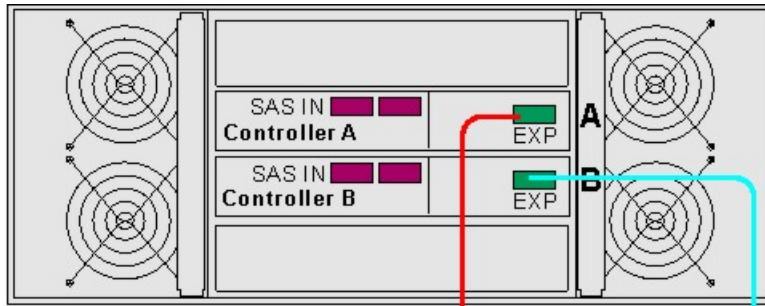 SAS IN
Controller A
EXP
A
SAS IN
Controller B
EXP
B